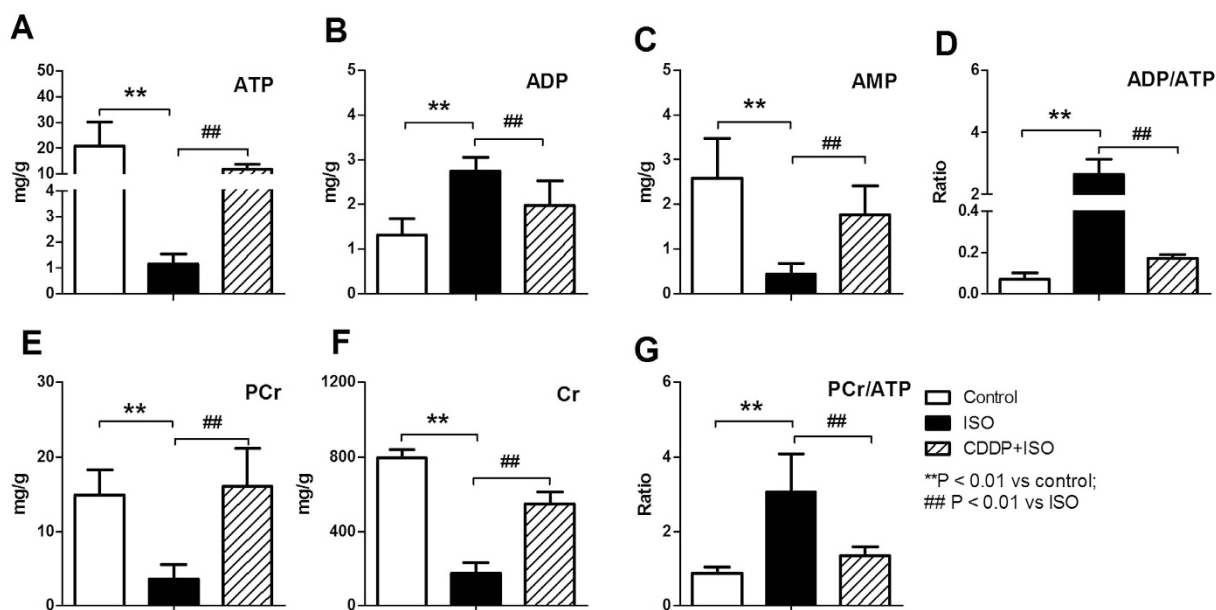 A
ATP
50
40
30
20
10
4
3
2
1
0
mg/g
**
##
B
ADP
5
4
3
2
1
0
mg/g
**
##
C
AMP
5
4
3
2
1
0
mg/g
**
##
D
ADP/ATP
6
4
2
0.4
0.2
0.0
Ratio
**
##
E
PCr
30
20
10
0
mg/g
**
##
F
Cr
1200
800
400
0
mg/g
**
##
G
PCr/ATP
6
4
2
0
Ratio
**
##
Control
ISO
CDDP+ISO
**P < 0.01 vs control;
## P < 0.01 vs ISO